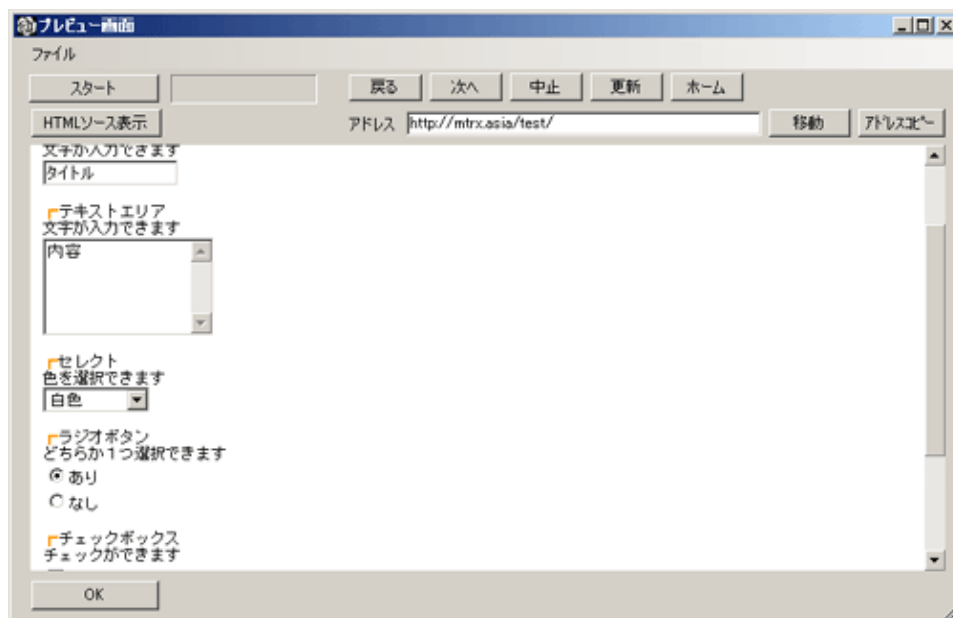 プレビュー画面
ファイル
スタート 戻る 次へ 中止 更新 ホーム
HTMLソース表示 アドレス http://mtrx.asia/test/ 移動 アドレスコピー
文字が入力できます
タイトル
┏テキストエリア
文字が入力できます
内容
┏セレクト
色を選択できます
白色
┏ラジオボタン
どちらか1つ選択できます
あり
なし
┏チェックボックス
チェックができます
OK